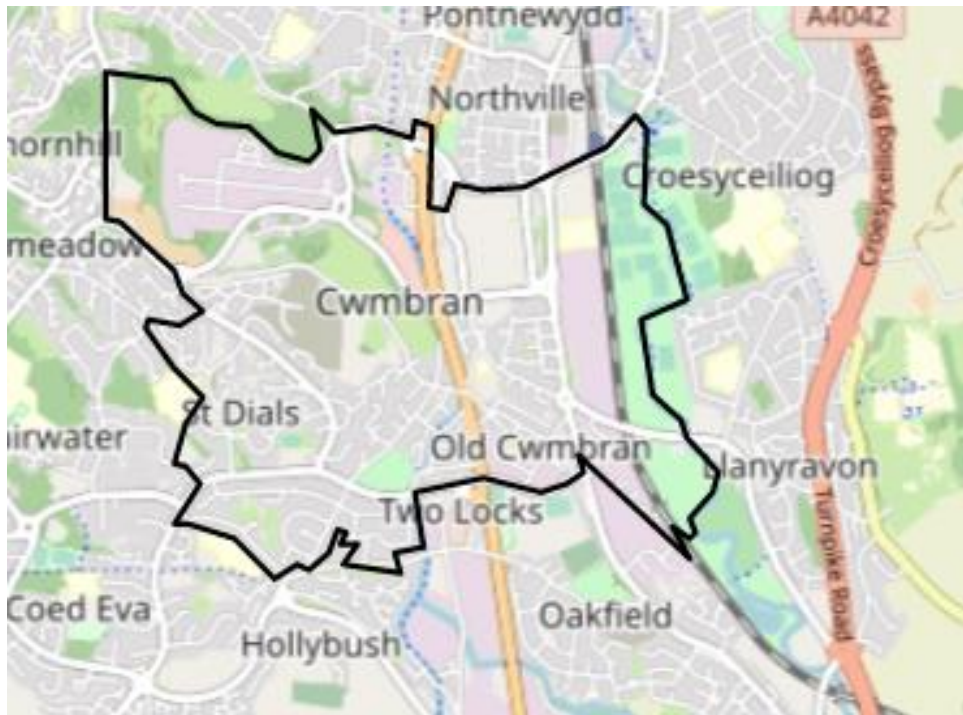 Pontnewydd
A4042
Northville
hornhill
Croesyceiliog
Croesyceiliog Bypass
meadow
Cwmbran
St Dials
airwater
Old Cwmbran
Llanyravon
Two Locks
Turnpike Road
Coed Eva
Oakfield
Hollybush